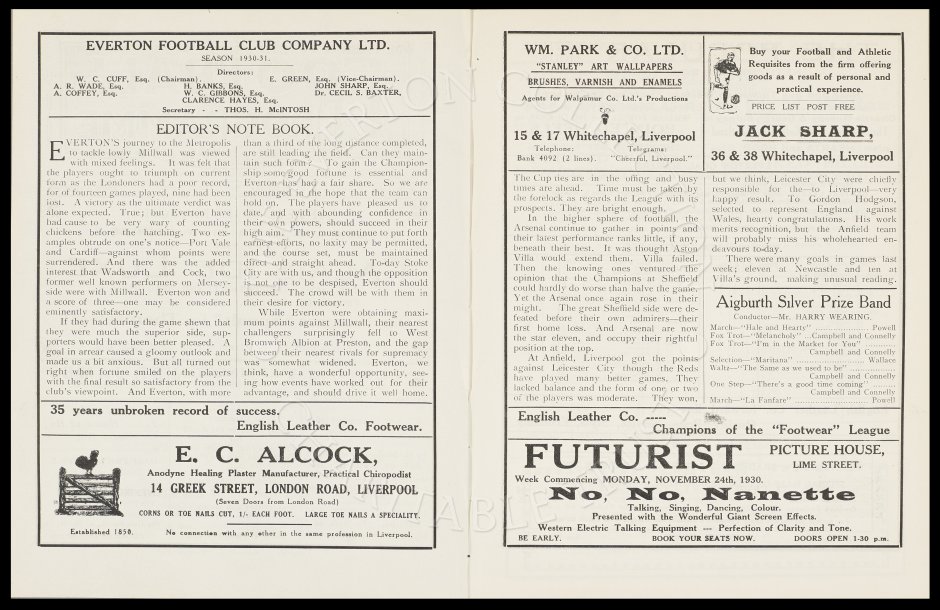 EVERTON FOOTBALL CLUB COMPANY LTD.
SEASON 1930-31.
Directors:
W. C. CUFF, Esq. (Chairman). E. GREEN, Esq. (Vice-Chairman).
A. R. WADE, Esq. H. BANKS, Esq. JOHN SHARP, Esq.
A. COFFEY, Esq. W. C. GIBBONS, Esq. Dr. CECIL S. BAXTER,
CLARENCE HAYES, Esq.
Secretary - - THOS. H. McINTOSH
EDITOR'S NOTE BOOK.
EVERTON'S journey to the Metropolis
to tackle lowly Millwall was viewed
with mixed feelings. It was felt that
the players ought to triumph on current
form as the Londoners had a poor record,
for of fourteen games played, nine had been
lost. A victory as the ultimate verdict was
alone expected. True; but Everton have
had cause to be very wary of counting
chickens before the hatching. Two ex-
amples obtrude on one's notice—Port Vale
and Cardiff—against whom points were
surrendered. And there was the added
interest that Wadsworth and Cock, two
former well known performers on Mersey-
side were with Millwall. Everton won and
a score of three—one may be considered
eminently satisfactory.
If they had during the game shewn that
they were much the superior side, sup-
porters would have been better pleased. A
goal in arrear caused a gloomy outlook and
made us a bit anxious. But all turned out
right when fortune smiled on the players
with the final result so satisfactory from the
club's viewpoint. And Everton, with more
than a third of the long distance completed,
are still leading the field. Can they main-
tain such form? To gain the Champion-
ship some good fortune is essential and
Everton has had a fair share. So we are
encouraged in the hope that the team can
hold on. The players have pleased us to
date, and with abounding confidence in
their own powers, should succeed in their
high aim. They must continue to put forth
earnest efforts, no laxity may be permitted,
and the course set, must be maintained
direct and straight ahead. To-day Stoke
City are with us, and though the opposition
is not one to be despised, Everton should
succeed. The crowd will be with them in
their desire for victory.
While Everton were obtaining maxi-
mum points against Millwall, their nearest
challengers surprisingly fell to West
Bromwich Albion at Preston, and the gap
between their nearest rivals for supremacy
was somewhat widened. Everton, we
think, have a wonderful opportunity, see-
ing how events have worked out for their
advantage, and should drive it well home.
35 years unbroken record of success.
English Leather Co. Footwear.
E. C. ALCOCK,
Anodyne Healing Plaster Manufacturer, Practical Chiropodist
14 GREEK STREET, LONDON ROAD, LIVERPOOL
(Seven Doors from London Road)
CORNS OR TOE NAILS CUT, 1/- EACH FOOT. LARGE TOE NAILS A SPECIALITY.
Established 1850. No connection with any other in the same profession in Liverpool.
WM. PARK & CO. LTD.
"STANLEY" ART WALLPAPERS
BRUSHES, VARNISH AND ENAMELS
Agents for Walpamur Co. Ltd.'s Productions
15 & 17 Whitechapel, Liverpool
Telephone: Telegrams:
Bank 4092 (2 lines). "Cheerful, Liverpool."
Buy your Football and Athletic
Requisites from the firm offering
goods as a result of personal and
practical experience.
PRICE LIST POST FREE
JACK SHARP,
36 & 38 Whitechapel, Liverpool
The Cup ties are in the offing and busy
times are ahead. Time must be taken by
the forelock as regards the League with its
prospects. They are bright enough.
In the higher sphere of football, the
Arsenal continue to gather in points and
their latest performance ranks little, if any,
beneath their best. It was thought Aston
Villa would extend them. Villa failed.
Then the knowing ones ventured the
opinion that the Champions at Sheffield
could hardly do worse than halve the game.
Yet the Arsenal once again rose in their
might. The great Sheffield side were de-
feated before their own admirers—their
first home loss. And Arsenal are now
the star eleven, and occupy their rightful
position at the top.
At Anfield, Liverpool got the points
against Leicester City though the Reds
have played many better games. They
lacked balance and the form of one or two
of the players was moderate. They won,
but we think, Leicester City were chiefly
responsible for the—to Liverpool—very
happy result. To Gordon Hodgson,
selected to represent England against
Wales, hearty congratulations. His work
merits recognition, but the Anfield team
will probably miss his wholehearted en-
deavours to-day.
There were many goals in games last
week; eleven at Newcastle and ten at
Villa's ground, making unusual reading.
Aigburth Silver Prize Band
Conductor—Mr. HARRY WEARING.
March—"Hale and Hearty" Powell
Fox Trot—"Melancholy" Campbell and Connelly
Fox Trot—"I'm in the Market for You"
Campbell and Connelly
Selection—"Maritana" Wallace
Waltz—"The Same as we used to be"
Campbell and Connelly
One Step—"There's a good time coming"
Campbell and Connelly
March—"La Fanfare" Powell
English Leather Co. -----
Champions of the "Footwear" League
FUTURIST PICTURE HOUSE,
LIME STREET.
Week Commencing MONDAY, NOVEMBER 24th, 1930.
No, No, Nanette
Talking, Singing, Dancing, Colour.
Presented with the Wonderful Giant Screen Effects.
Western Electric Talking Equipment — Perfection of Clarity and Tone.
BE EARLY. BOOK YOUR SEATS NOW. DOORS OPEN 1-30 p.m.